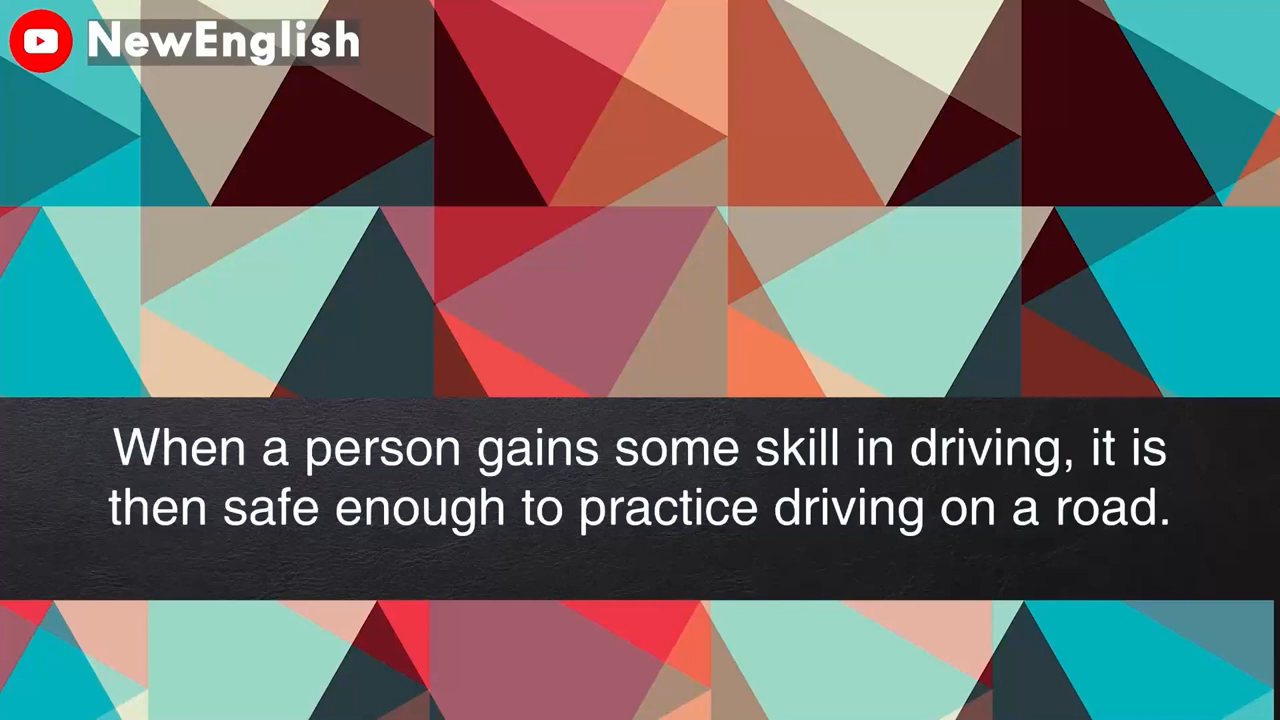 NewEnglish
When a person gains some skill in driving, it is
then safe enough to practice driving on a road.